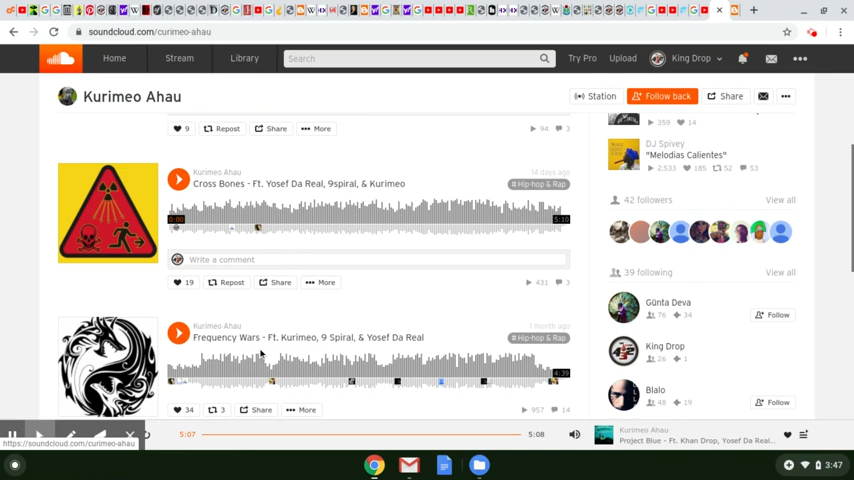 soundcloud.com/curimeo-ahau
Home
Stream
Library
Search
Try Pro
Upload
King Drop
Kurimeo Ahau
Station
Follow back
Share
9
Repost
Share
More
94
3
Kurimeo Ahau
14 days ago
Cross Bones - Ft. Yosef Da Real, 9spiral, & Kurimeo
# Hip-hop & Rap
0:00
5:10
Write a comment
19
Repost
Share
More
431
3
Kurimeo Ahau
1 month ago
Frequency Wars - Ft. Kurimeo, 9 Spiral, & Yosef Da Real
# Hip-hop & Rap
4:39
34
3
Share
More
957
14
359
14
DJ Spivey
"Melodias Calientes"
2,533
185
52
53
42 followers
View all
39 following
View all
Günta Deva
76
34
Follow
King Drop
26
1
Blalo
48
19
Follow
https://soundcloud.com/curimeo-ahau
5:07
5:08
Kurimeo Ahau
Project Blue - Ft. Khan Drop, Yosef Da Real...
3:47